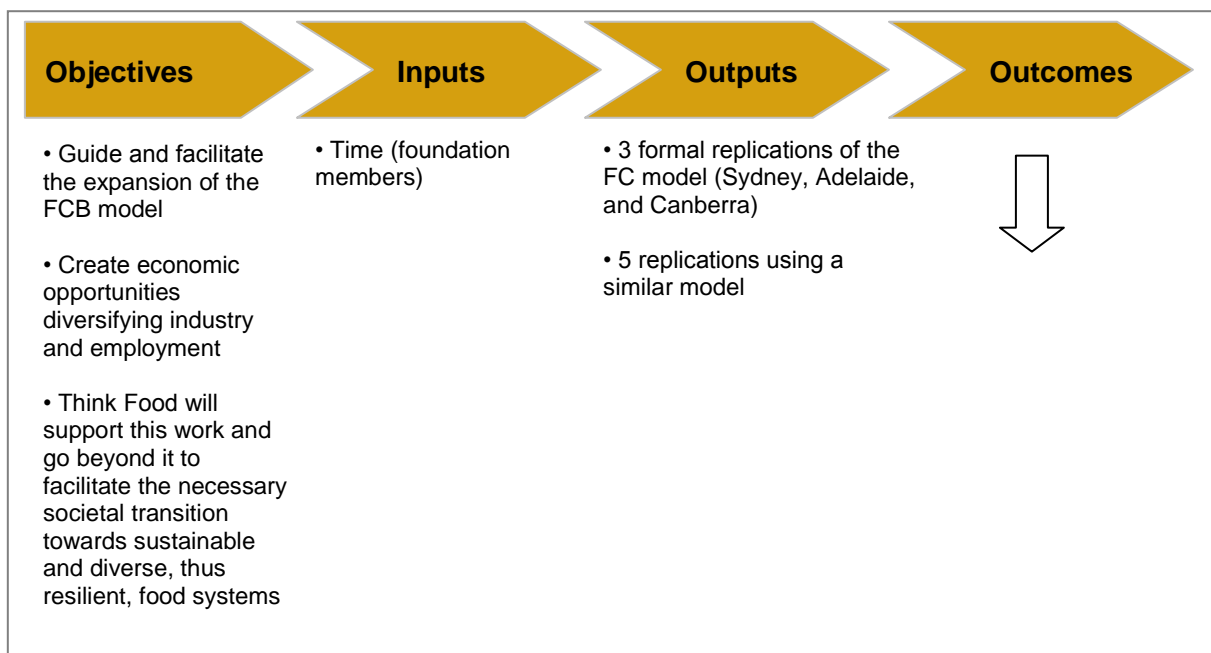 Objectives
Inputs
Outputs
Outcomes
• Guide and facilitate
the expansion of the
FCB model
• Create economic
opportunities
diversifying industry
and employment
• Think Food will
support this work and
go beyond it to
facilitate the necessary
societal transition
towards sustainable
and diverse, thus
resilient, food systems
• Time (foundation
members)
• 3 formal replications of the
FC model (Sydney, Adelaide,
and Canberra)
• 5 replications using a
similar model